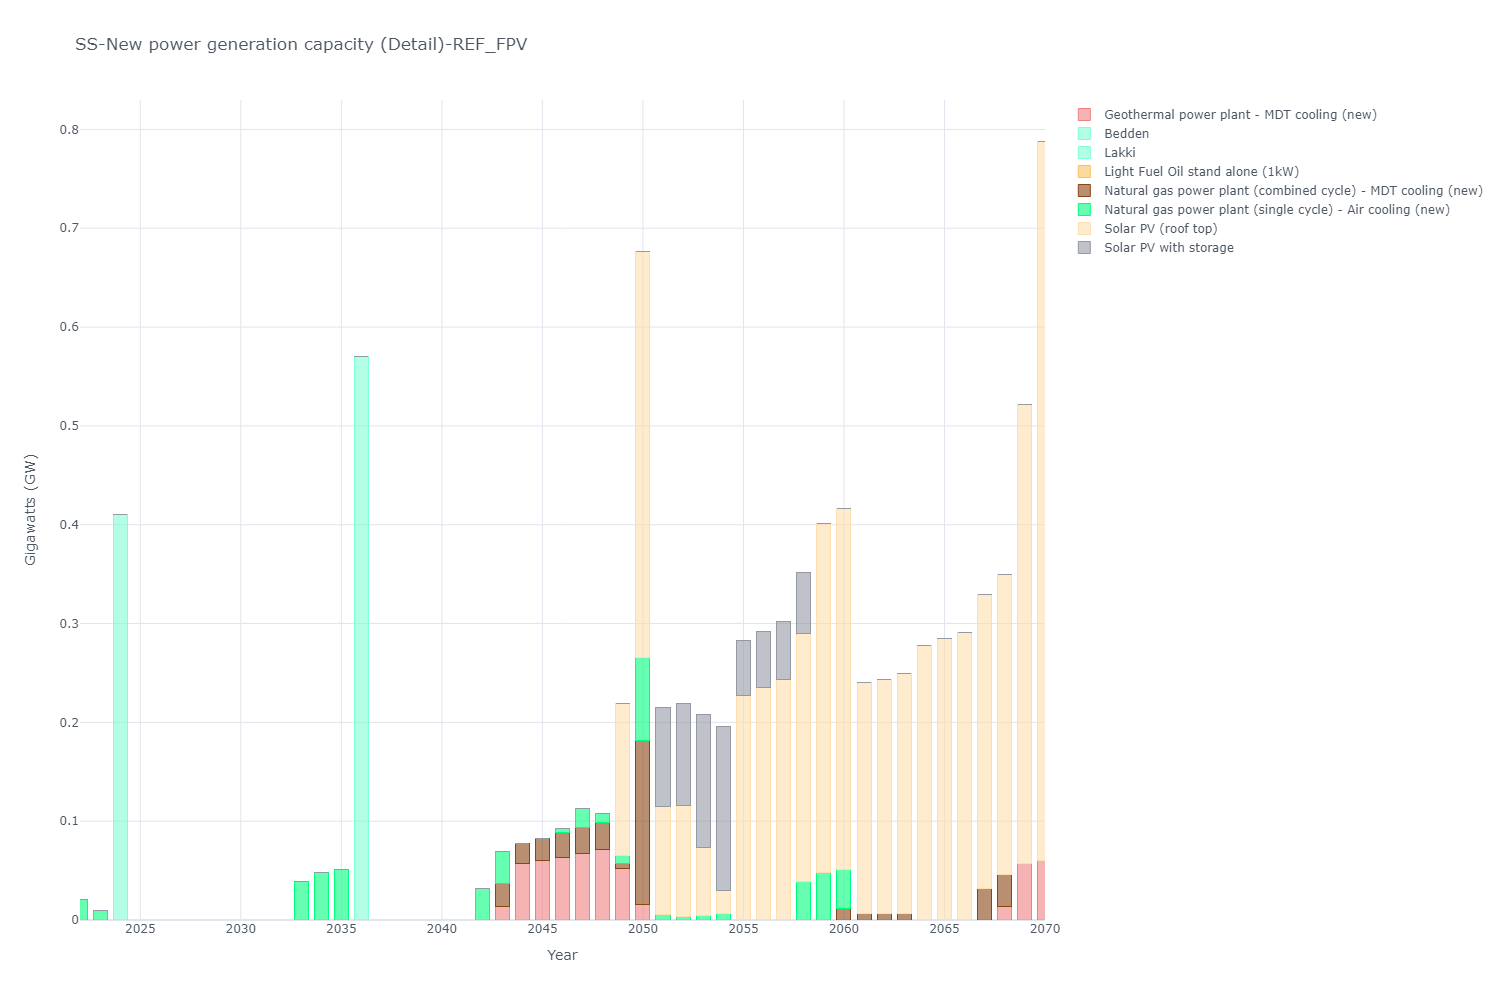 SS-New power generation capacity (Detail)-REF_FPV
Geothermal power plant - MDT cooling (new)
Bedden
Lakki
Light Fuel Oil stand alone (1kW)
Natural gas power plant (combined cycle) - MDT cooling (new)
Natural gas power plant (single cycle) - Air cooling (new)
Solar PV (roof top)
Solar PV with storage
Gigawatts (GW)
0.8
0.7
0.6
0.5
0.4
0.3
0.2
0.1
0
2025 2030 2035 2040 2045 2050 2055 2060 2065 2070
Year